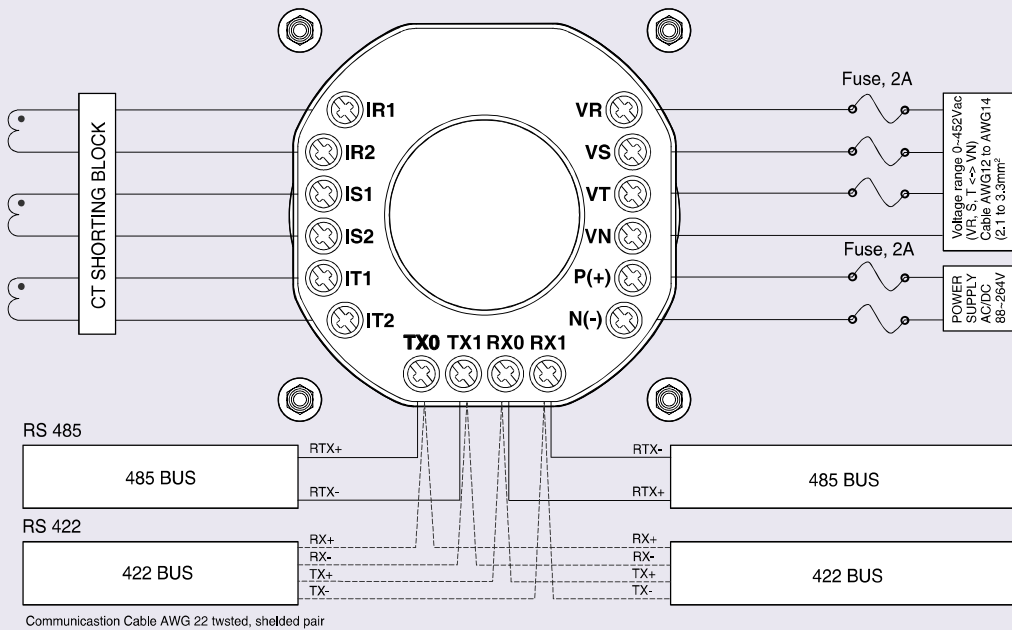 Fuse, 2A
CT SHORTING BLOCK
IR1
IR2
IS1
IS2
IT1
IT2
VR
VS
VT
VN
P(+)
N(-)
Voltage range 0~452Vac
(VR, S, T <-> VN)
Cable AWG12 to AWG14
(2.1 to 3.3mm²
Fuse, 2A
POWER
SUPPLY
AC/DC
88~264V
TX0 TX1 RX0 RX1
RS 485
485 BUS
RTX+
RTX-
RTX-
RTX+
485 BUS
RS 422
422 BUS
RX+
RX-
TX+
TX-
RX+
RX-
TX+
TX-
422 BUS
Communicastion Cable AWG 22 twsted, shelded pair